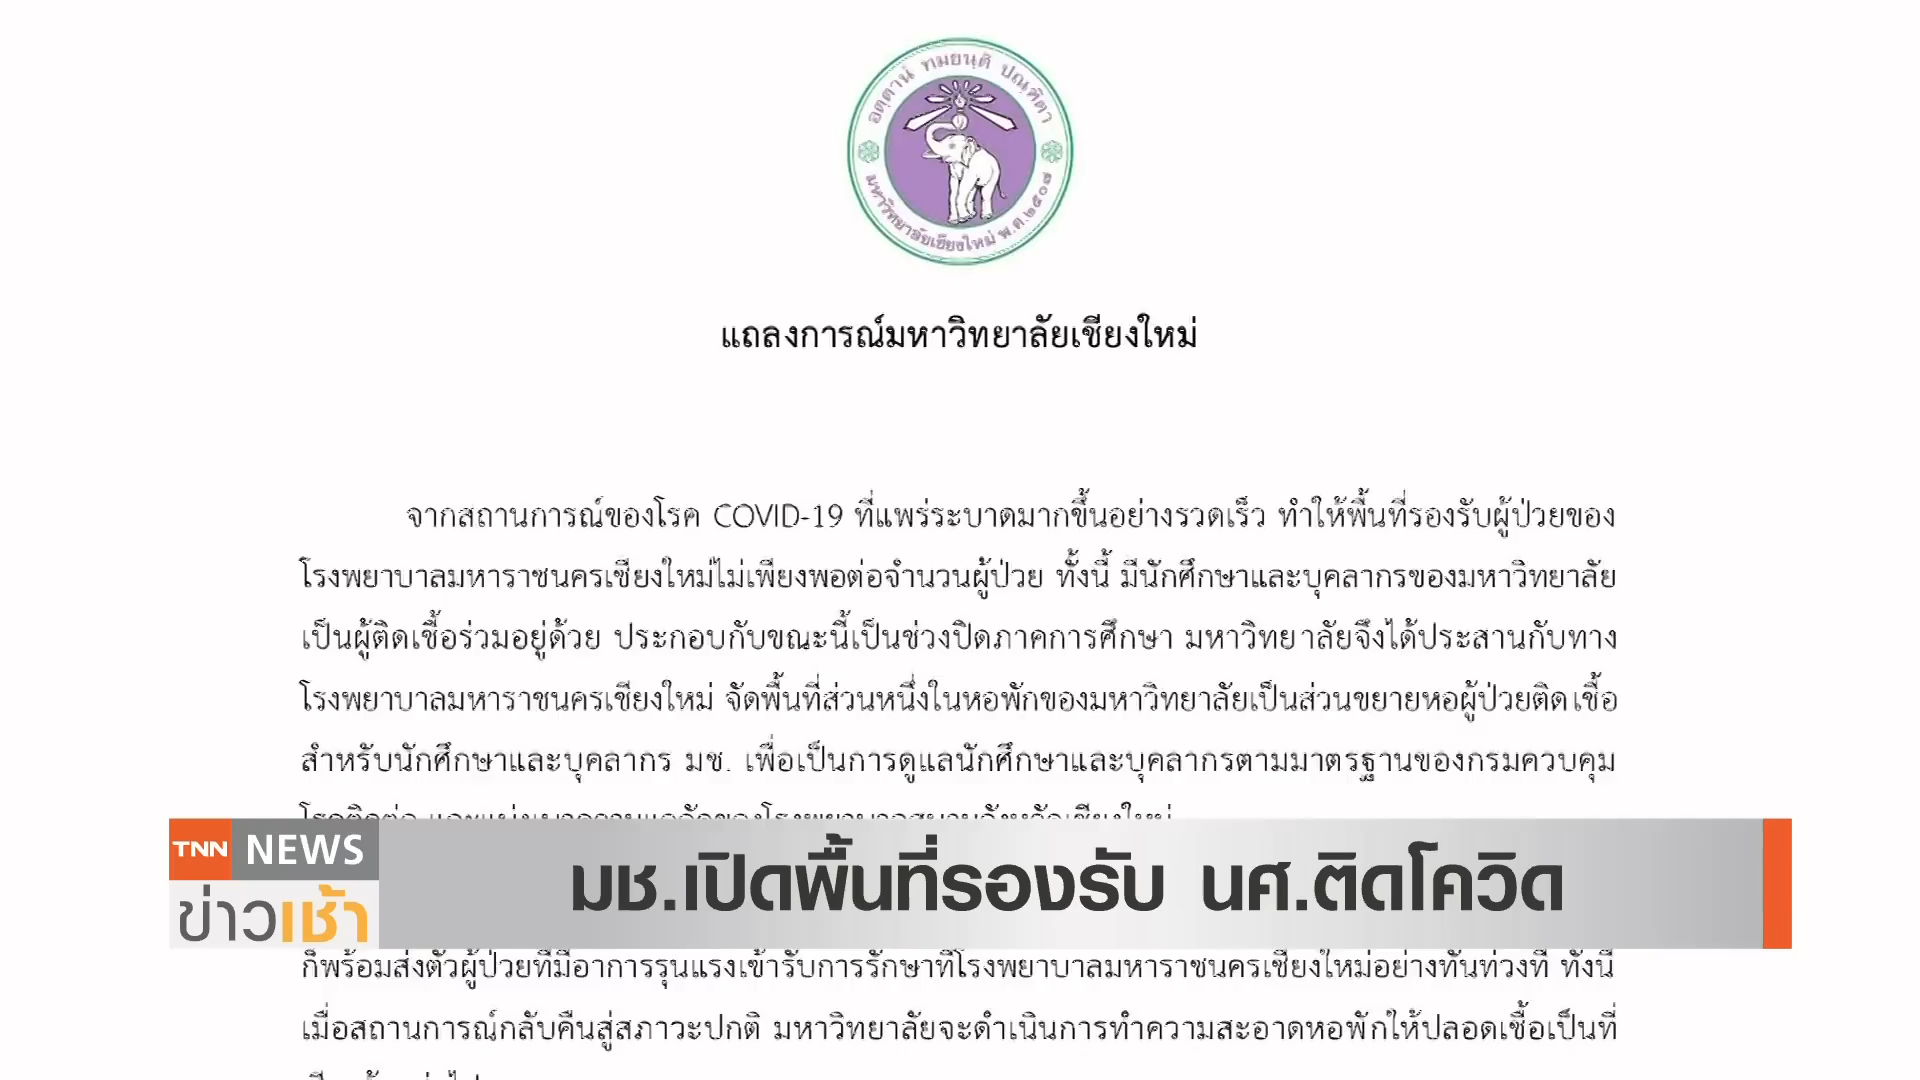 อตฺตานํ ทมยนฺติ ปณฺฑิตา
มหาวิทยาลัยเชียงใหม่ พ.ศ.๒๕๐๗
แถลงการณ์มหาวิทยาลัยเชียงใหม่
จากสถานการณ์ของโรค COVID-19 ที่แพร่ระบาดมากขึ้นอย่างรวดเร็ว ทำให้พื้นที่รองรับผู้ป่วยของ
โรงพยาบาลมหาราชนครเชียงใหม่ไม่เพียงพอต่อจำนวนผู้ป่วย ทั้งนี้ มีนักศึกษาและบุคลากรของมหาวิทยาลัย
เป็นผู้ติดเชื้อร่วมอยู่ด้วย ประกอบกับขณะนี้เป็นช่วงปิดภาคการศึกษา มหาวิทยาลัยจึงได้ประสานกับทาง
โรงพยาบาลมหาราชนครเชียงใหม่ จัดพื้นที่ส่วนหนึ่งในหอพักของมหาวิทยาลัยเป็นส่วนขยายหอผู้ป่วยติดเชื้อ
สำหรับนักศึกษาและบุคลากร มช. เพื่อเป็นการดูแลนักศึกษาและบุคลากรตามมาตรฐานของกรมควบคุม
TNN NEWS
ข่าวเช้า
มช.เปิดพื้นที่รองรับ นศ.ติดโควิด
ก็พร้อมส่งตัวผู้ป่วยที่มีอาการรุนแรงเข้ารับการรักษาที่โรงพยาบาลมหาราชนครเชียงใหม่อย่างทันท่วงที ทั้งนี้
เมื่อสถานการณ์กลับคืนสู่สภาวะปกติ มหาวิทยาลัยจะดำเนินการทำความสะอาดหอพักให้ปลอดเชื้อเป็นที่